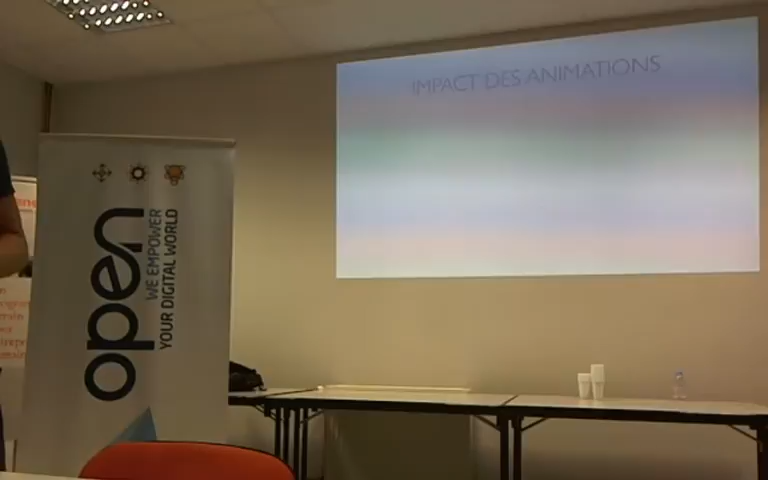 IMPACT DES ANIMATIONS
open
WE EMPOWER
YOUR DIGITAL WORLD